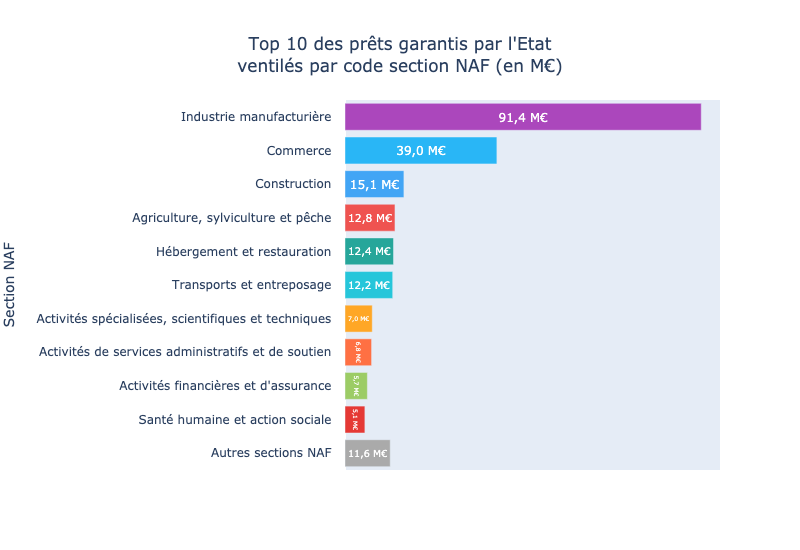 Top 10 des prêts garantis par l'Etat
ventilés par code section NAF (en M€)
Section NAF
Industrie manufacturière 91,4 M€
Commerce 39,0 M€
Construction 15,1 M€
Agriculture, sylviculture et pêche 12,8 M€
Hébergement et restauration 12,4 M€
Transports et entreposage 12,2 M€
Activités spécialisées, scientifiques et techniques 7,0 M€
Activités de services administratifs et de soutien 6,8 M€
Activités financières et d'assurance 5,7 M€
Santé humaine et action sociale 5,1 M€
Autres sections NAF 11,6 M€